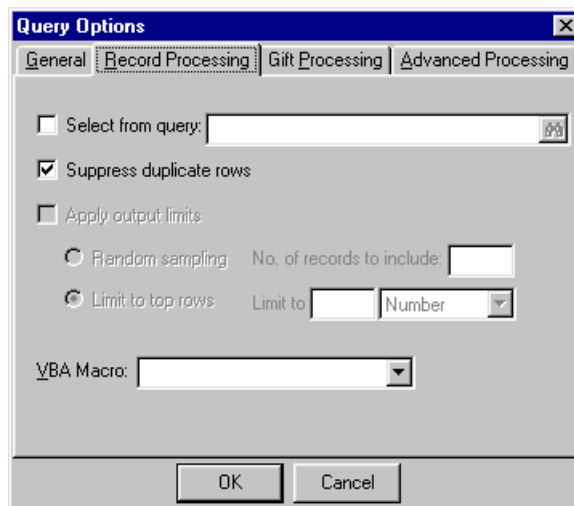 Query Options
General Record Processing Gift Processing Advanced Processing
Select from query:
Suppress duplicate rows
Apply output limits
Random sampling No. of records to include:
Limit to top rows Limit to Number
VBA Macro:
OK Cancel